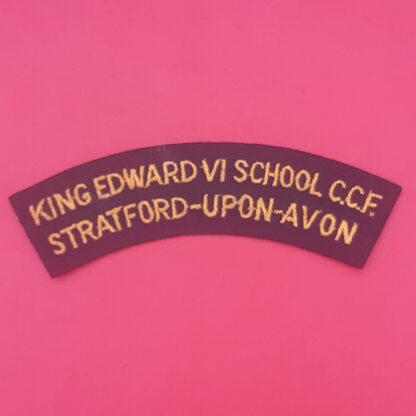 KING EDWARD VI SCHOOL C.C.F.
STRATFORD-UPON-AVON